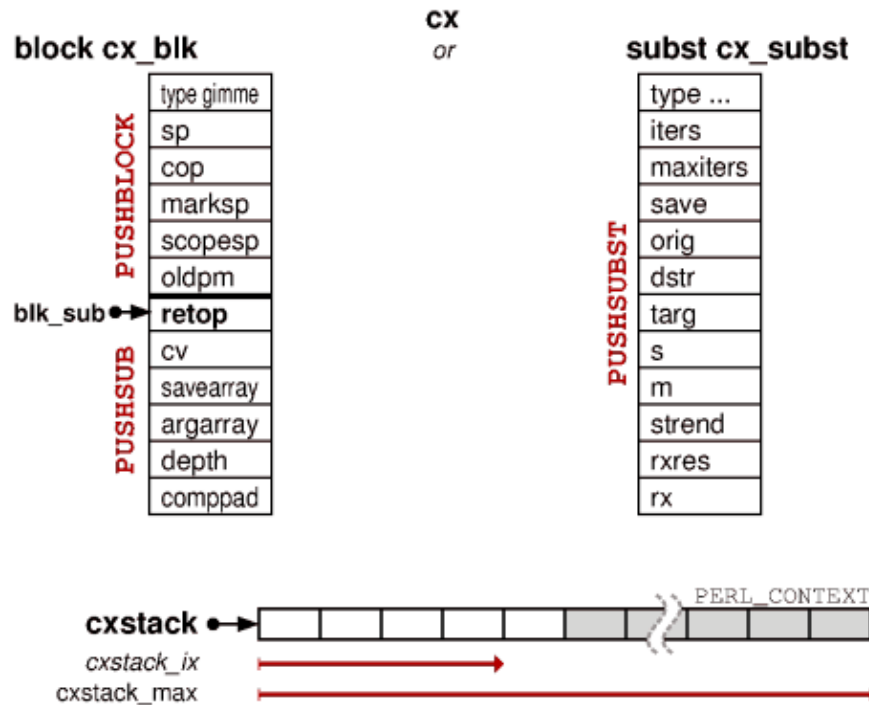 cx
or
block cx_blk
subst cx_subst
PUSHBLOCK
type gimme
sp
cop
marksp
scopesp
oldpm
blk_sub
retop
PUSHSUB
cv
savearray
argarray
depth
comppad
PUSHSUBST
type ...
iters
maxiters
save
orig
dstr
targ
s
m
strend
rxres
rx
PERL_CONTEXT
cxstack
cxstack_ix
cxstack_max